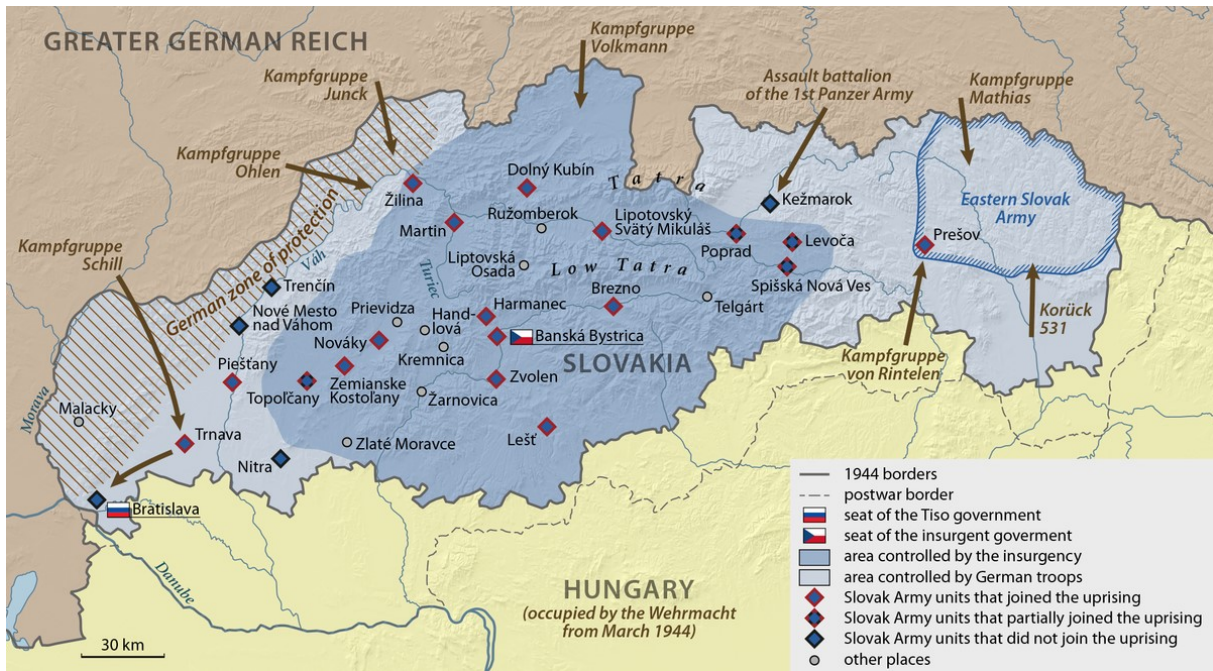 GREATER GERMAN REICH
Kampfgruppe
Volkmann
Kampfgruppe
Junck
Assault battalion
of the 1st Panzer Army
Kampfgruppe
Mathias
Kampfgruppe
Ohlen
Kampfgruppe
Schill
German zone of protection
Žilina
Dolný Kubín
Tatra
Kežmarok
Eastern Slovak
Army
Martin
Ružomberok
Lipotovský
Svätý Mikuláš
Poprad
Levoča
Prešov
Váh
Turiec
Liptovská
Osada
Low Tatra
Spišská Nová Ves
Trenčín
Brezno
Telgárt
Nové Mesto
nad Váhom
Prievidza
Hand-
lová
Harmanec
Korück
531
Nováky
Kremnica
Banská Bystrica
Kampfgruppe
von Rintelen
Piešťany
Topoľčany
Zemianske
Kostoľany
Zvolen
SLOVAKIA
Žarnovica
Morava
Malacky
Trnava
Nitra
Zlaté Moravce
Lešť
Bratislava
Danube
HUNGARY
(occupied by the Wehrmacht
from March 1944)
30 km
1944 borders
postwar border
seat of the Tiso government
seat of the insurgent goverment
area controlled by the insurgency
area controlled by German troops
Slovak Army units that joined the uprising
Slovak Army units that partially joined the uprising
Slovak Army units that did not join the uprising
other places